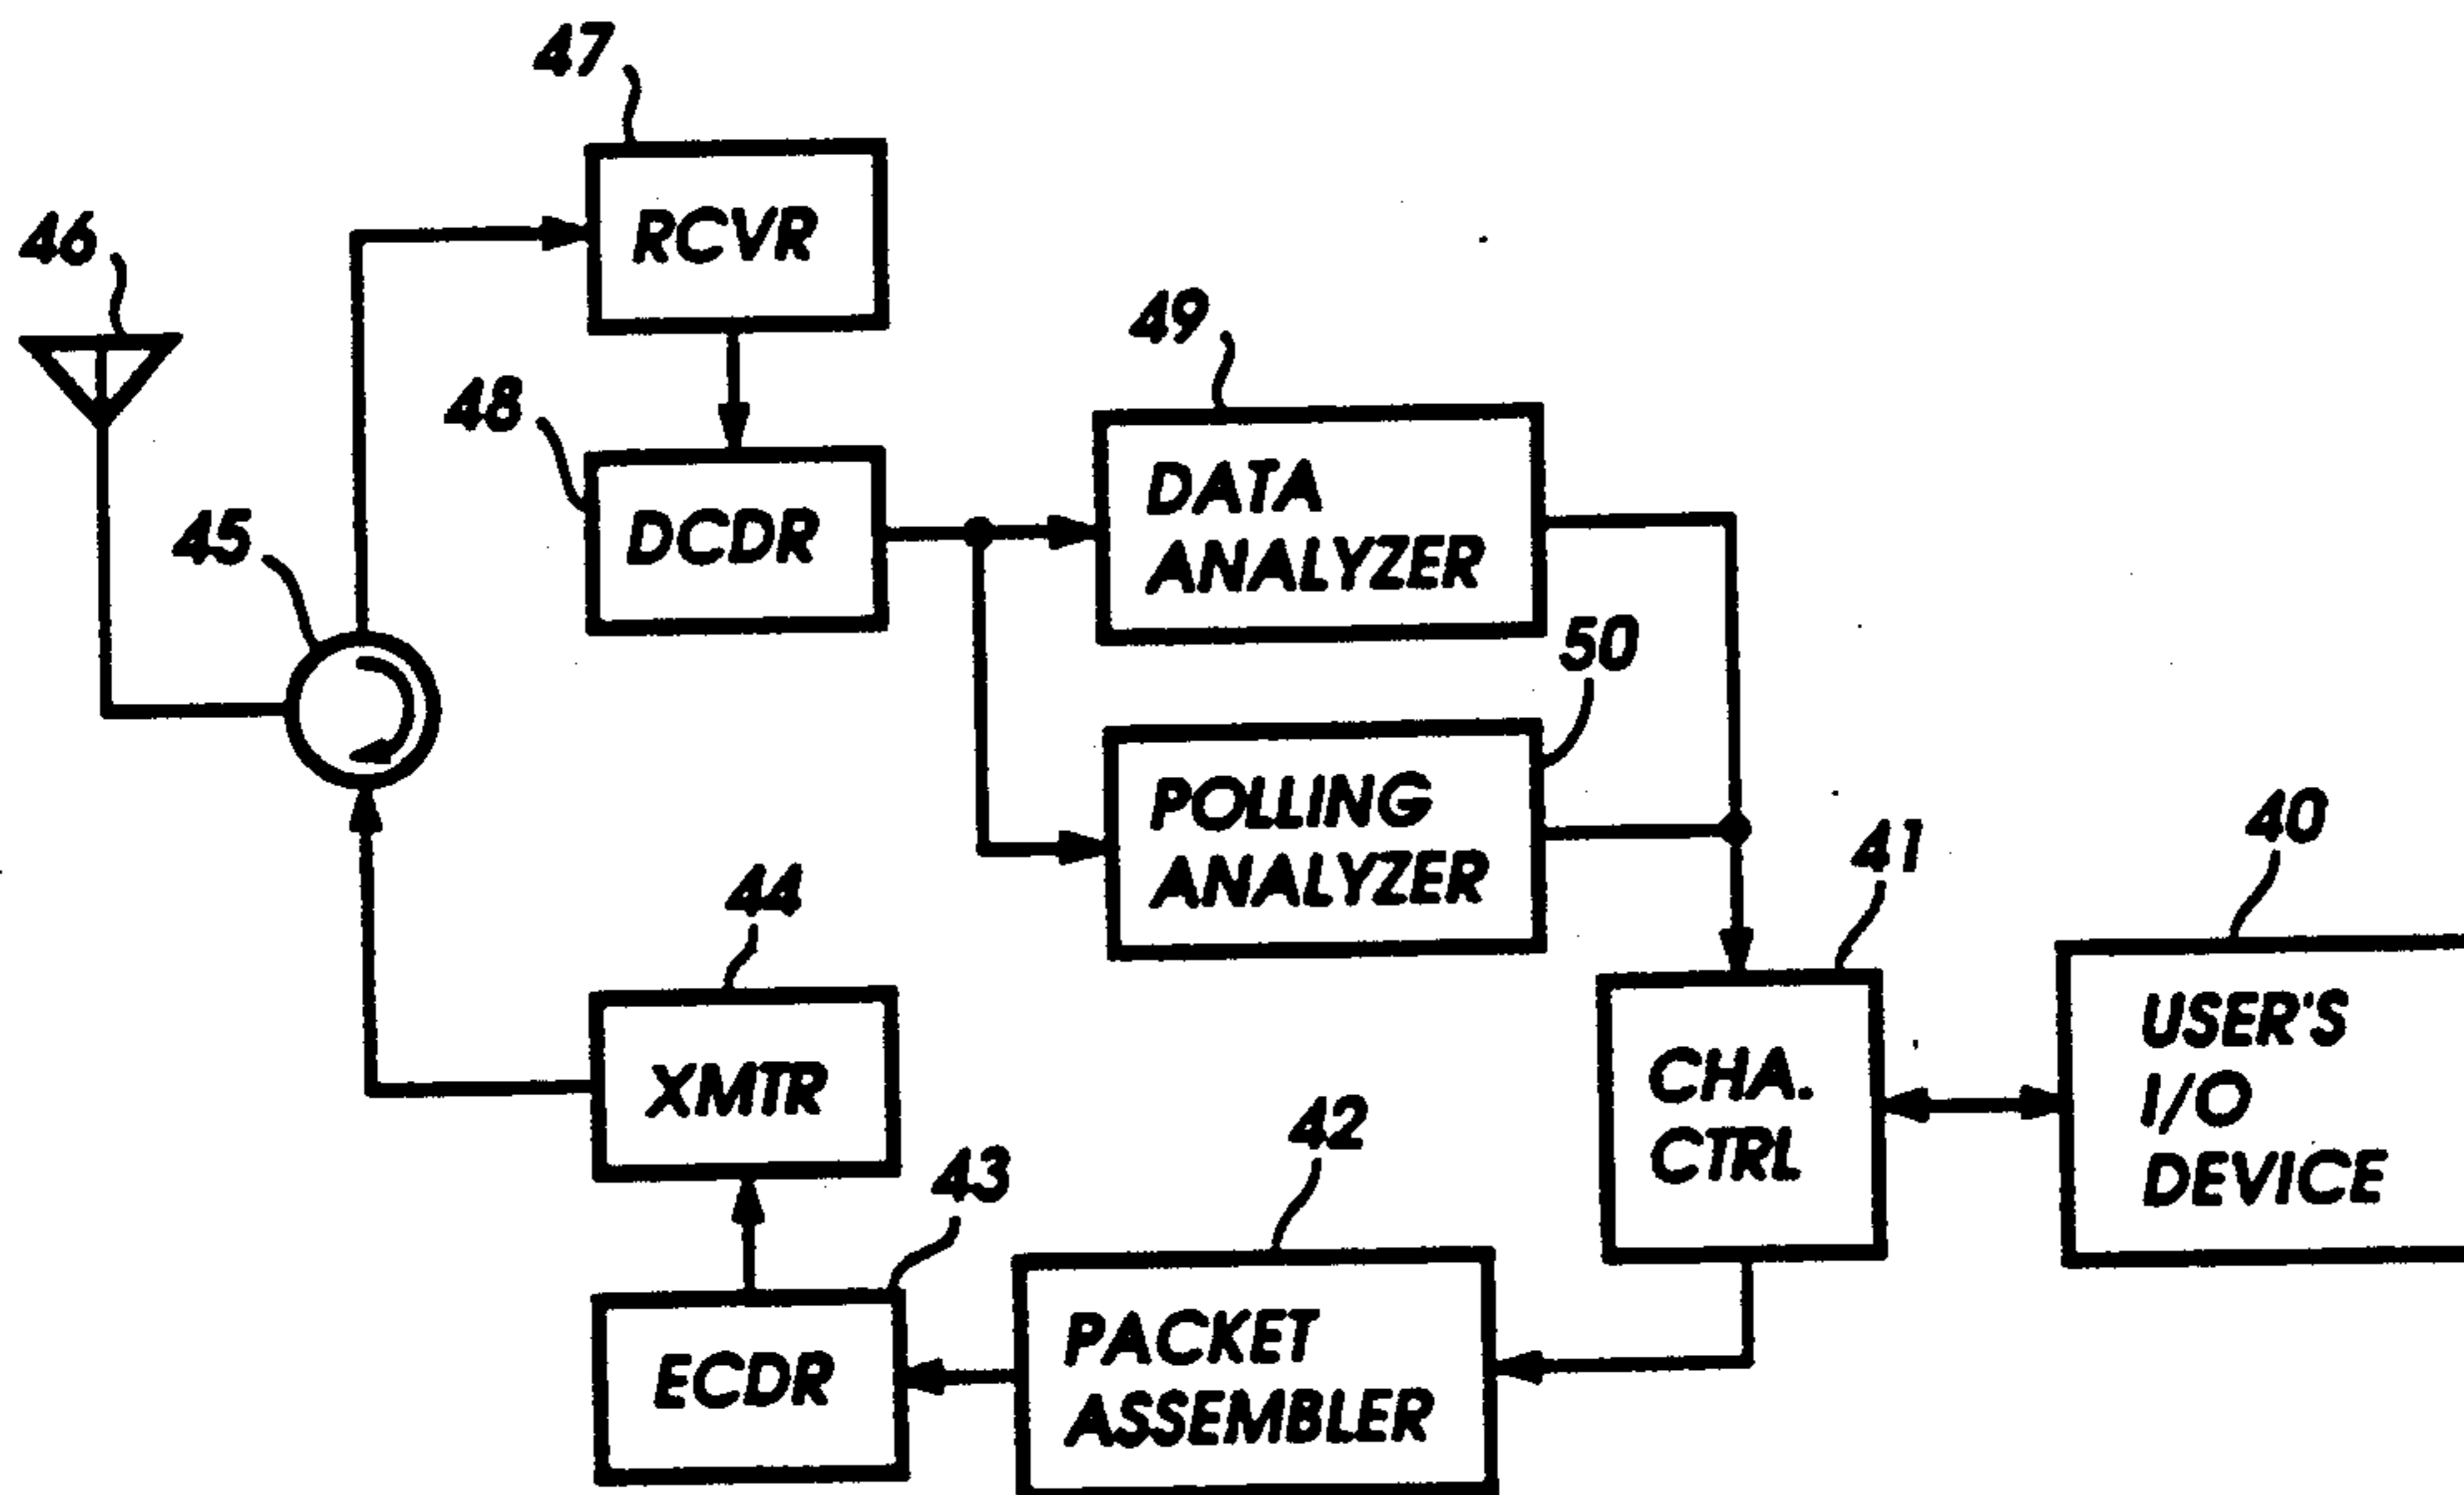 47
RCVR
46
49
48
DATA
ANALYZER
DCDR
45
50
POLLING
ANALYZER
40
41
44
USER'S
I/O
DEVICE
CHA.
CTRL
XMTR
42
43
PACKET
ASSEMBLER
ECDR